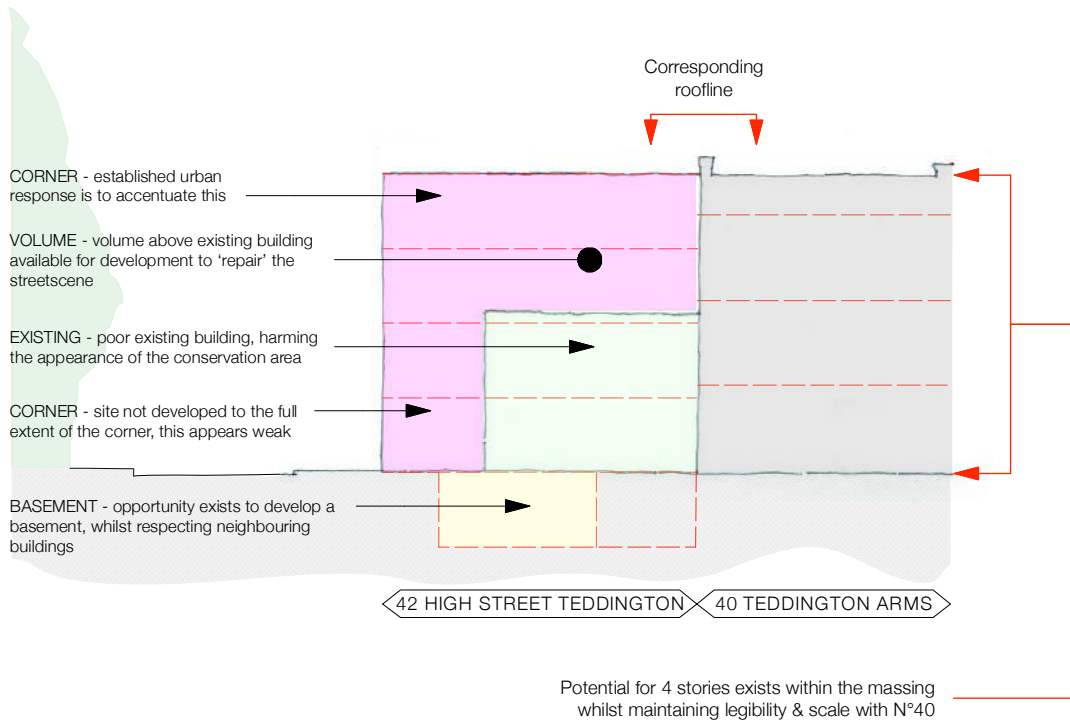 Corresponding
roofline
CORNER - established urban
response is to accentuate this
VOLUME - volume above existing building
available for development to ‘repair’ the
streetscene
EXISTING - poor existing building, harming
the appearance of the conservation area
CORNER - site not developed to the full
extent of the corner, this appears weak
BASEMENT - opportunity exists to develop a
basement, whilst respecting neighbouring
buildings
42 HIGH STREET TEDDINGTON
40 TEDDINGTON ARMS
Potential for 4 stories exists within the massing
whilst maintaining legibility & scale with N°40